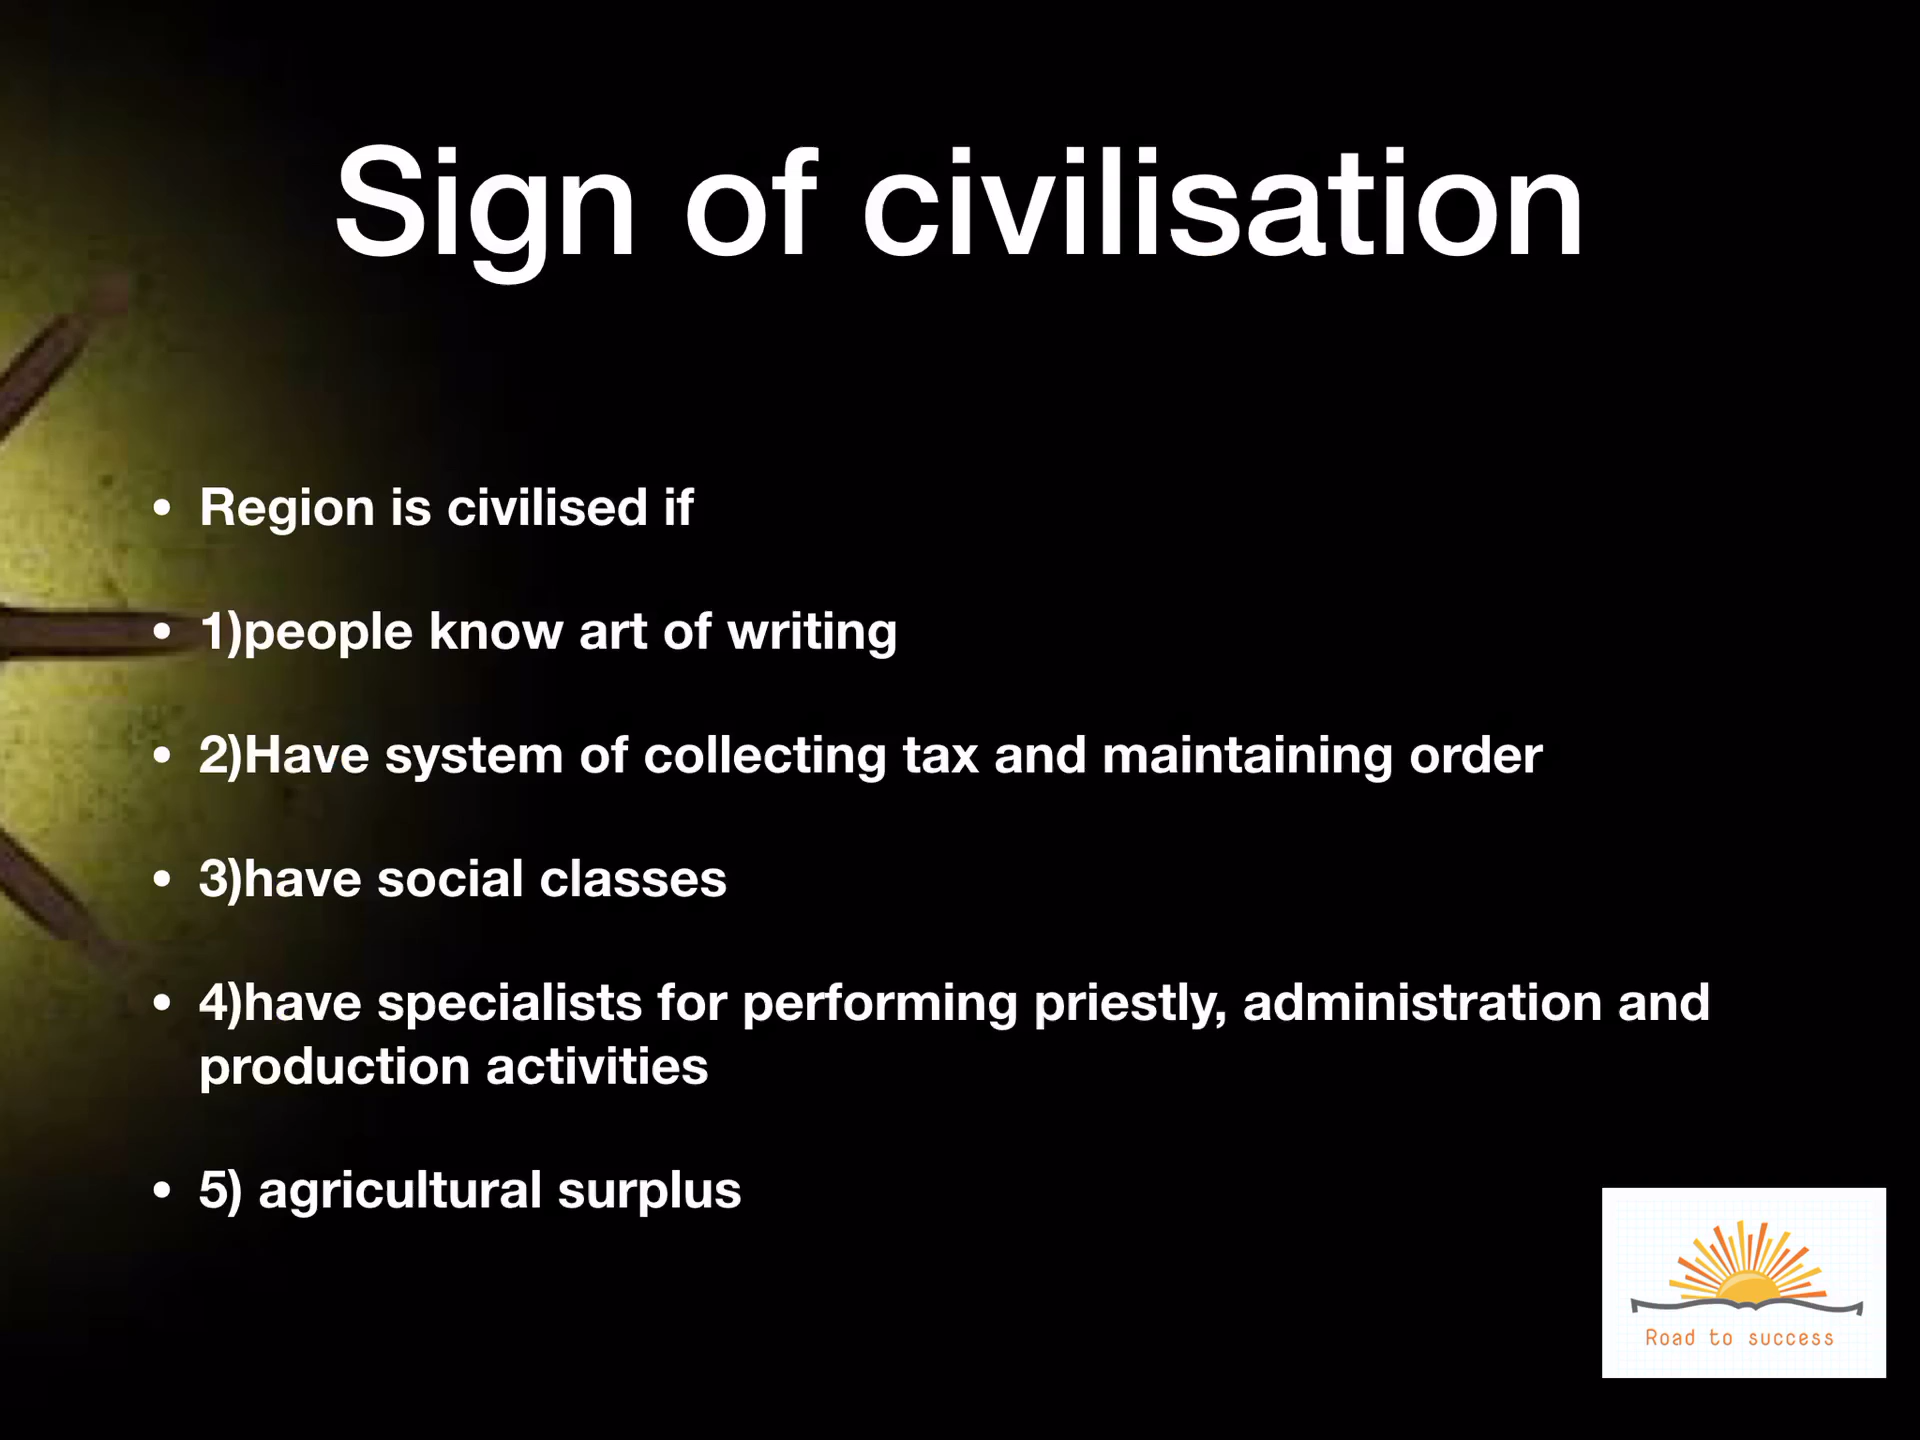 Sign of civilisation
• Region is civilised if
• 1)people know art of writing
• 2)Have system of collecting tax and maintaining order
• 3)have social classes
• 4)have specialists for performing priestly, administration and
production activities
• 5) agricultural surplus
Road to success